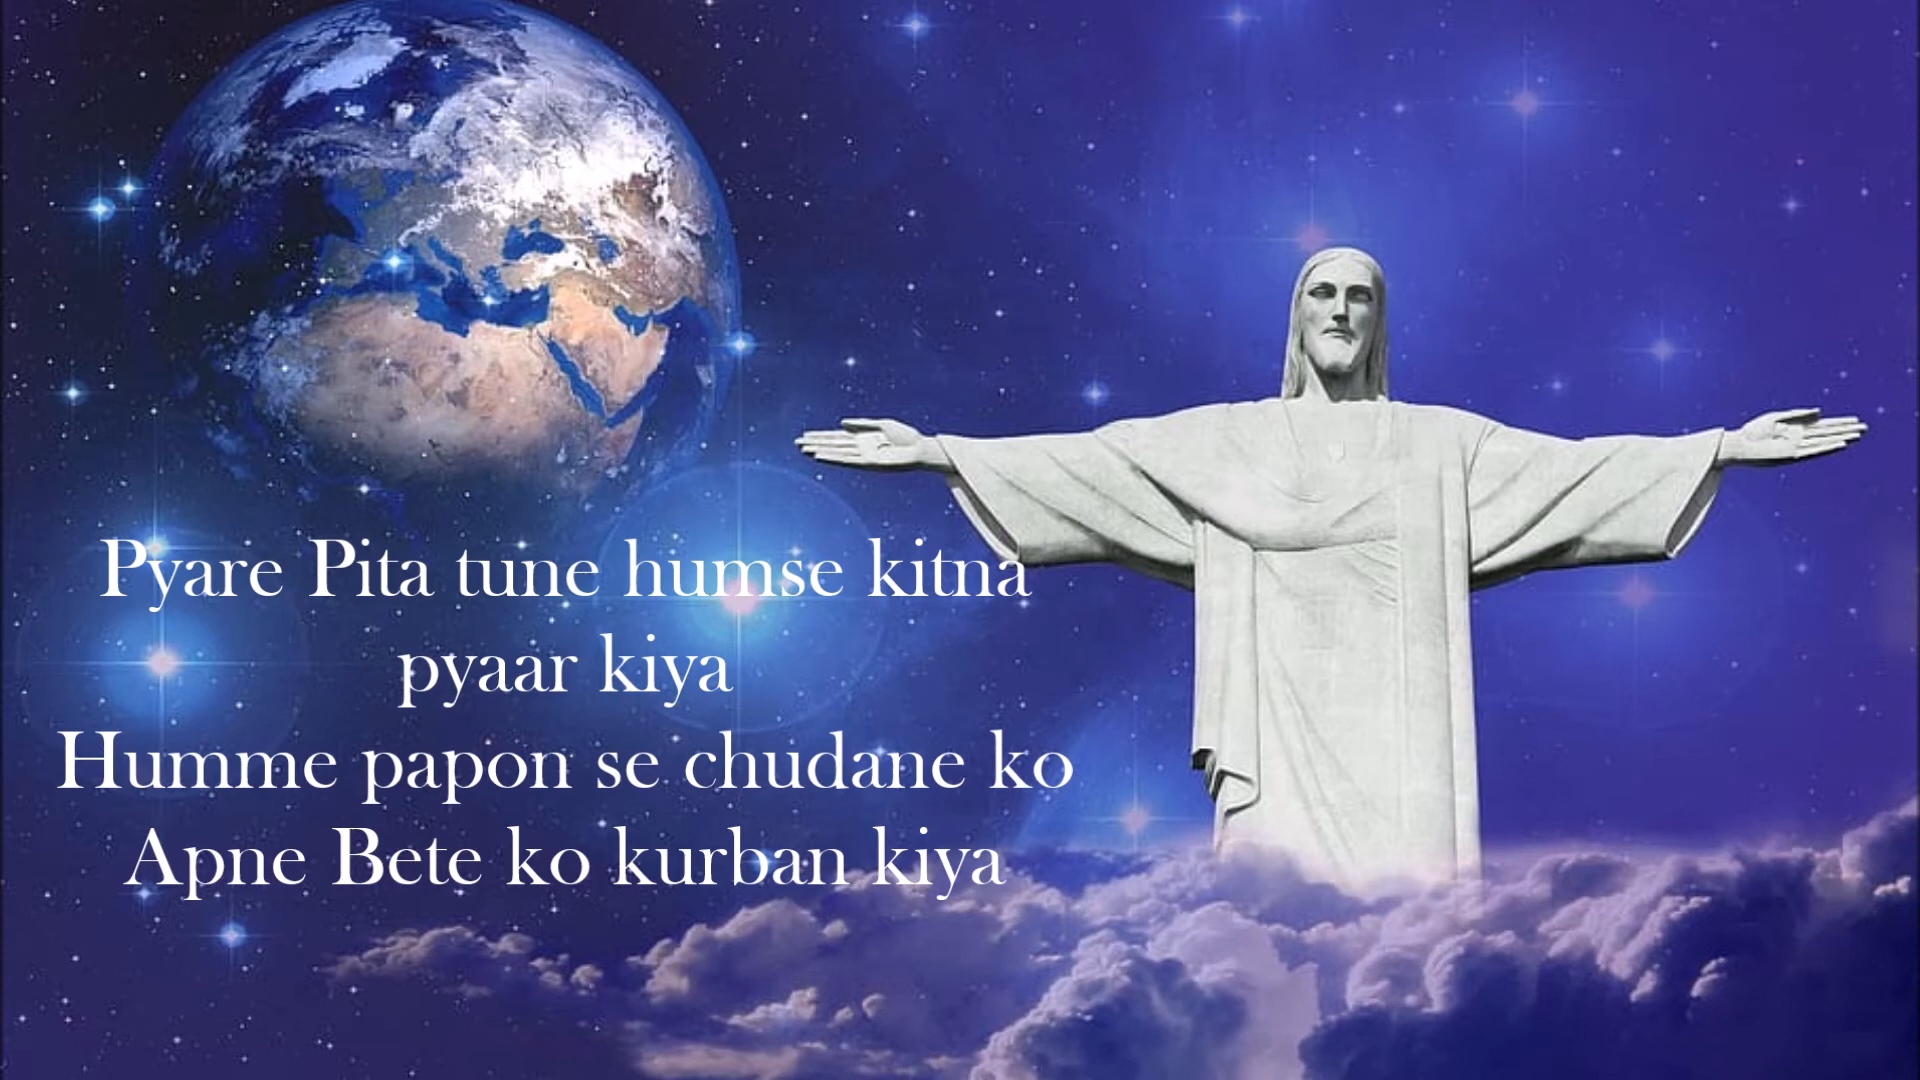 Pyare Pita tune humse kitna
pyaar kiya
Humme papon se chudane ko
Apne Bete ko kurban kiya